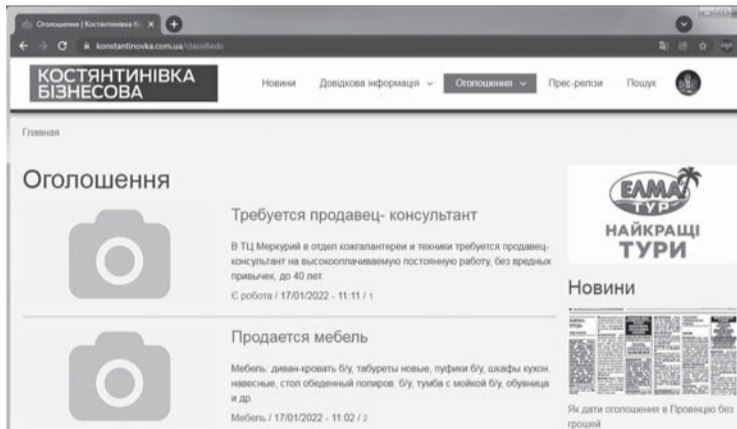 Оголошення | Костянтинівка б
konstantinovka.com.ua/classifieds
КОСТЯНТИНІВКА
БІЗНЕСОВА
Новини Довідкова інформація Оголошення Прес-релізи Пошук
Главная
Оголошення
Требуется продавец- консультант
В ТЦ Меркурий в отдел кожгалантереи и техники требуется продавец-
консультант на высокооплачиваемую постоянную работу, без вредных
привычек, до 40 лет.
Є робота / 17/01/2022 - 11:11 / 1
Продается мебель
Мебель: диван-кровать б/у, табуреты новые, пуфики б/у, шкафы кухон.
навесные, стол обеденный полиров. б/у, тумба с мойкой б/у, обувница
и др.
Мебель / 17/01/2022 - 11:02 / 2
ЕЛМА
ТУР
НАЙКРАЩІ
ТУРИ
Новини
Як дати оголошення в Провінцію без
грошей